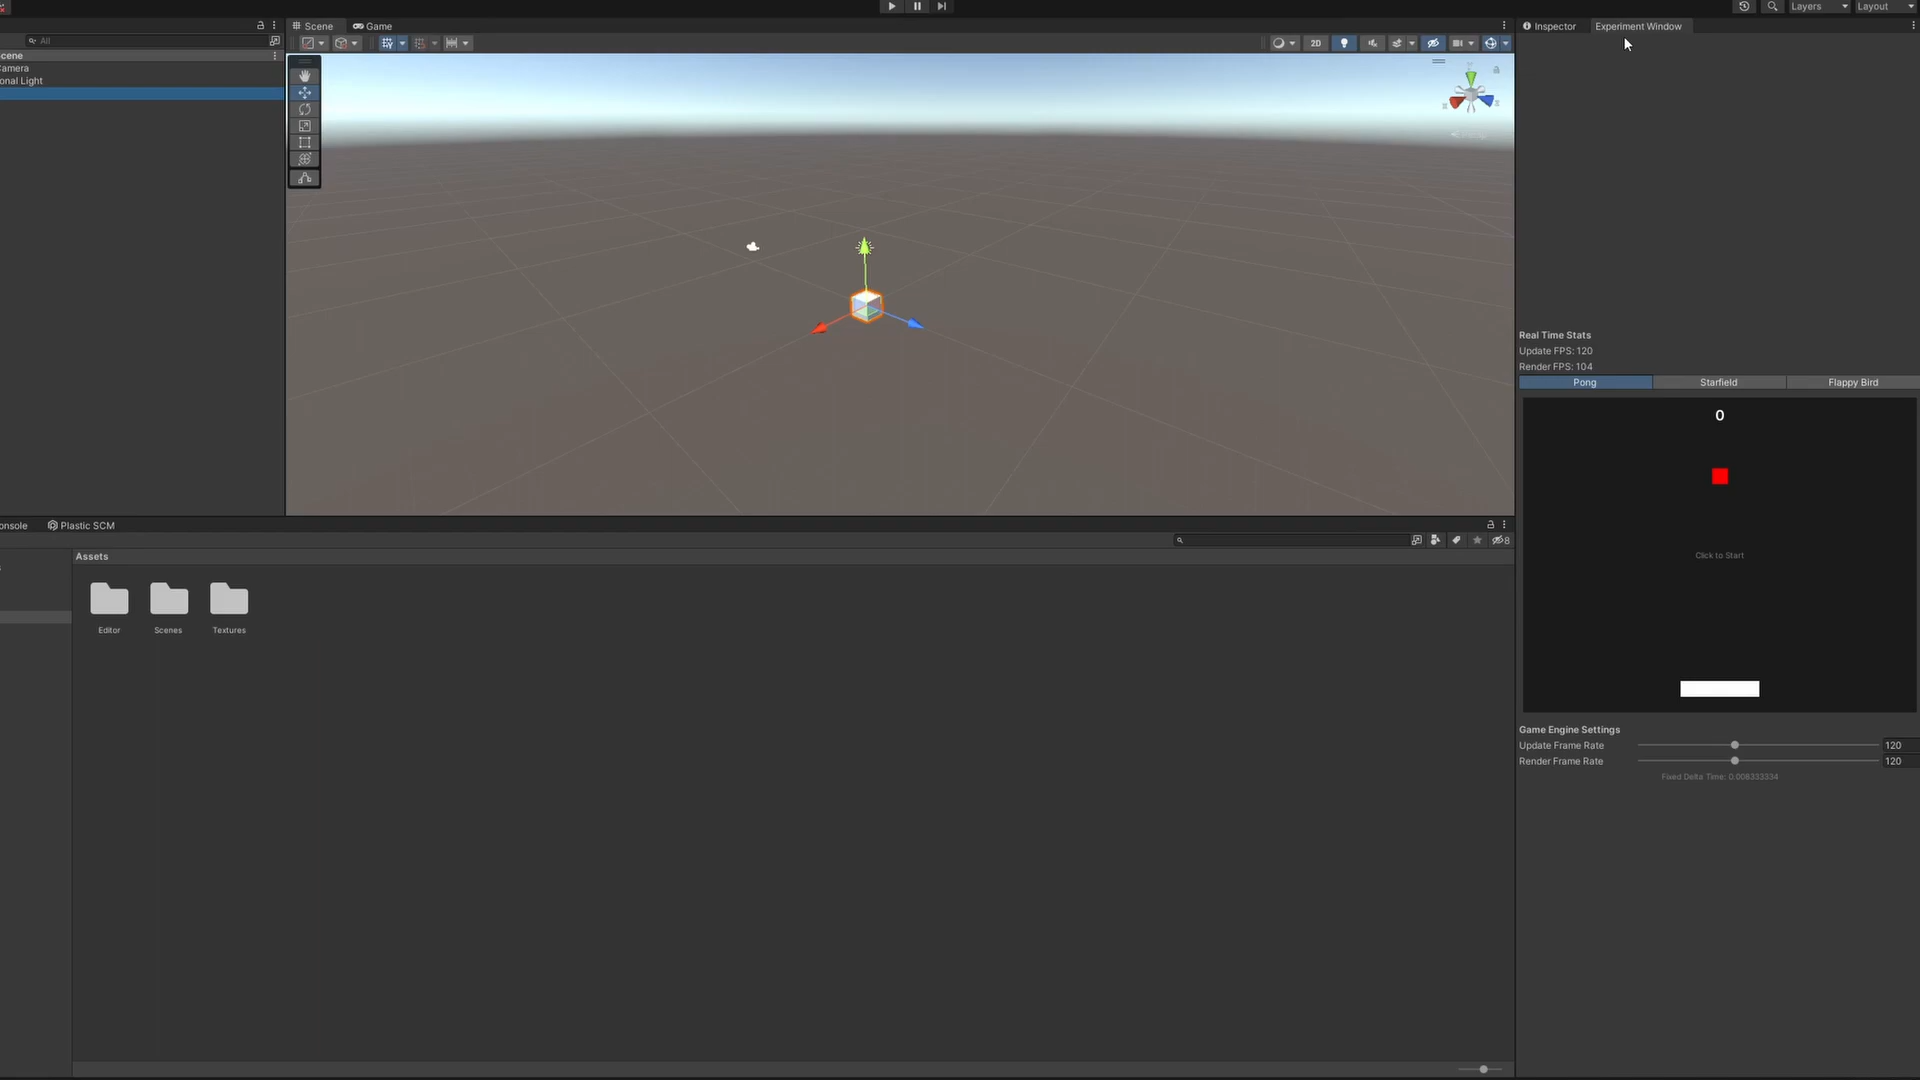 Layers
Layout
Scene
Game
Inspector
Experiment Window
All
cene
amera
onal Light
2D
Real Time Stats
Update FPS: 120
Render FPS: 104
Pong
Starfield
Flappy Bird
0
Click to Start
onsole
Plastic SCM
8
Assets
Editor
Scenes
Textures
Game Engine Settings
Update Frame Rate
120
Render Frame Rate
120
Fixed Delta Time: 0.008333334